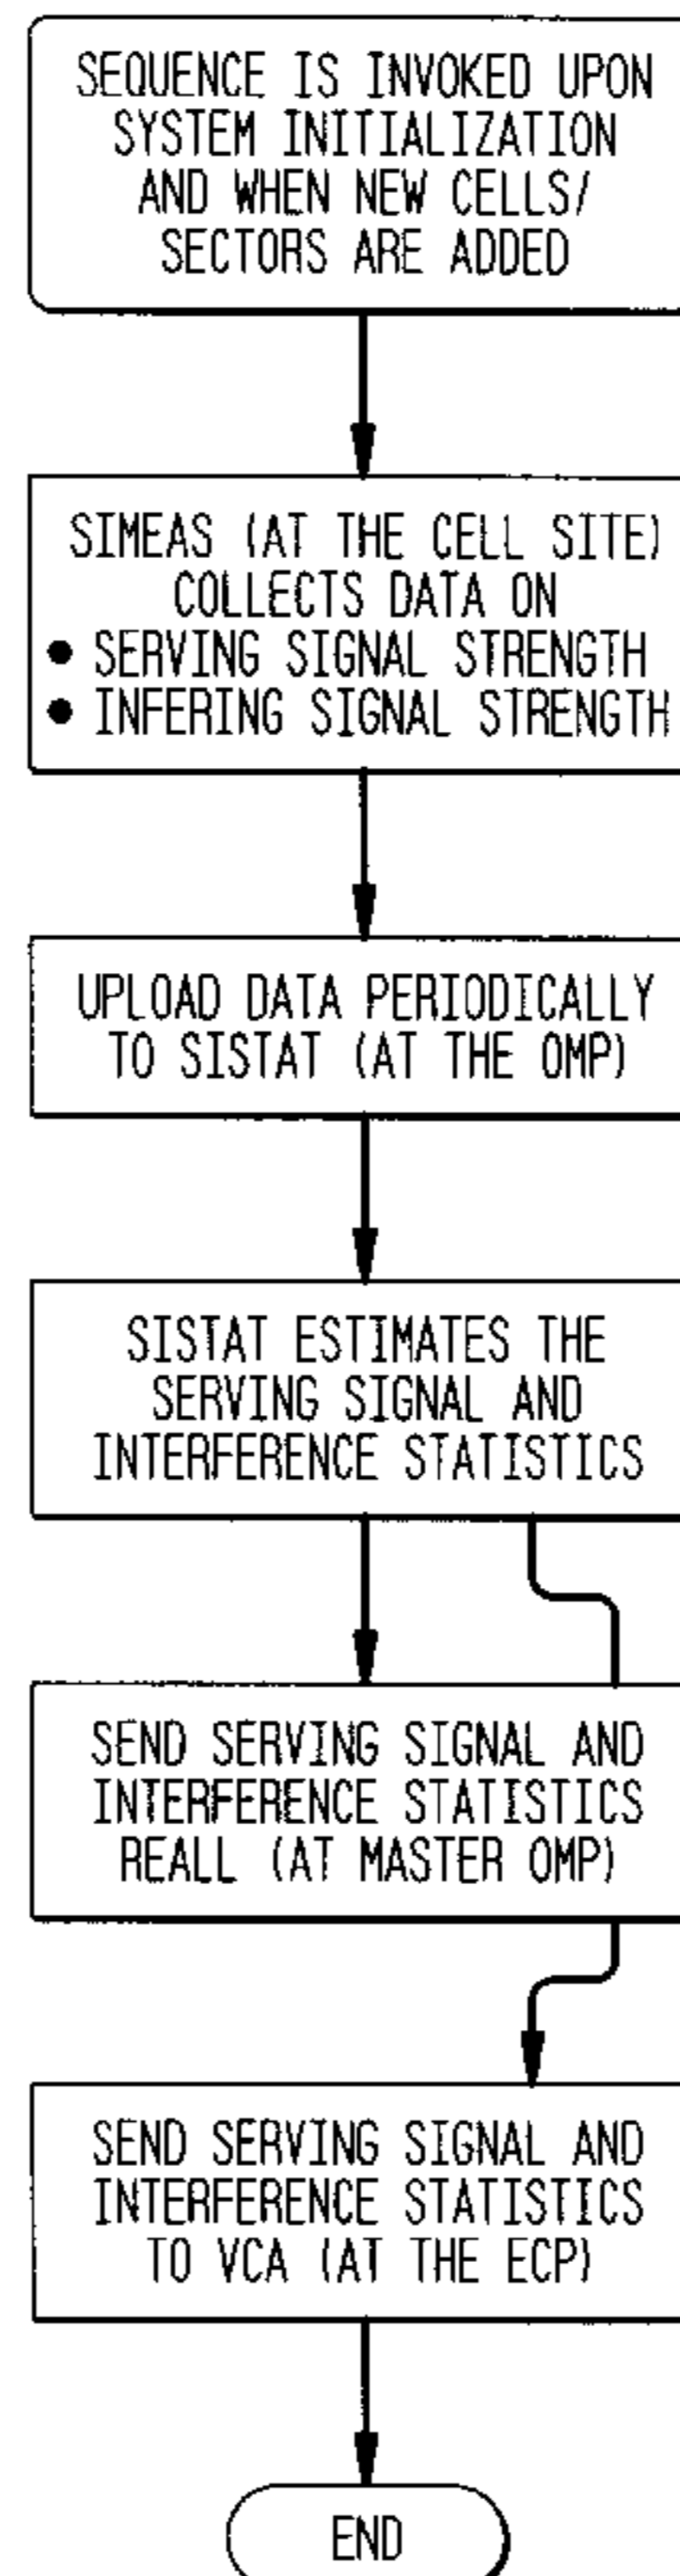 SEQUENCE IS INVOKED UPON
SYSTEM INITIALIZATION
AND WHEN NEW CELLS/
SECTORS ARE ADDED
SIMEAS (AT THE CELL SITE)
COLLECTS DATA ON
● SERVING SIGNAL STRENGTH
● INFERING SIGNAL STRENGTH
UPLOAD DATA PERIODICALLY
TO SISTAT (AT THE OMP)
SISTAT ESTIMATES THE
SERVING SIGNAL AND
INTERFERENCE STATISTICS
SEND SERVING SIGNAL AND
INTERFERENCE STATISTICS
REALL (AT MASTER OMP)
SEND SERVING SIGNAL AND
INTERFERENCE STATISTICS
TO VCA (AT THE ECP)
END